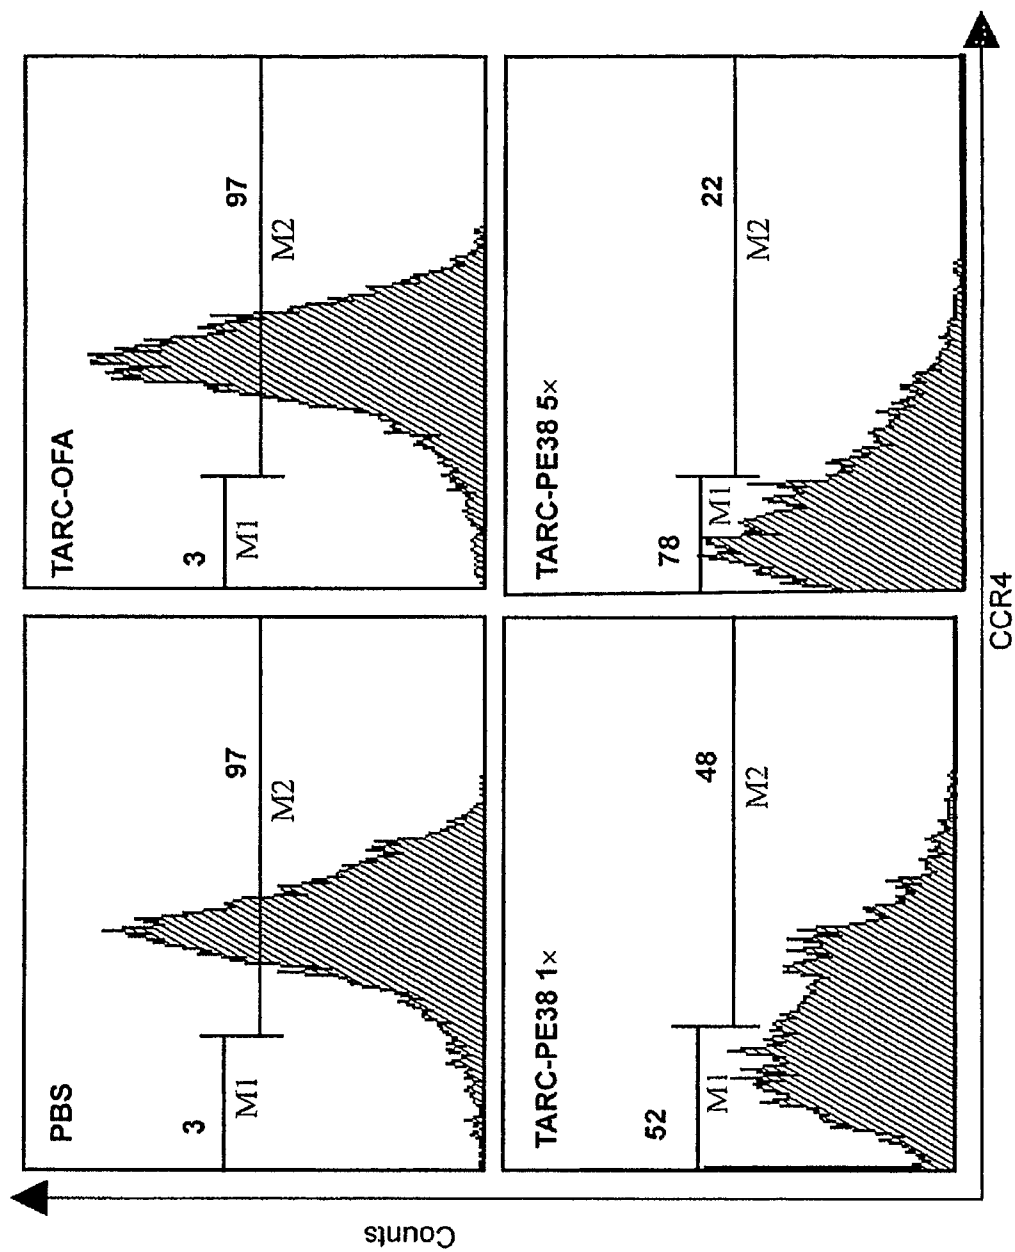 PBS
3
M1
97
M2
TARC-OFA
3
M1
97
M2
TARC-PE38 1×
52
M1
48
M2
TARC-PE38 5×
78
M1
22
M2
Counts
CCR4